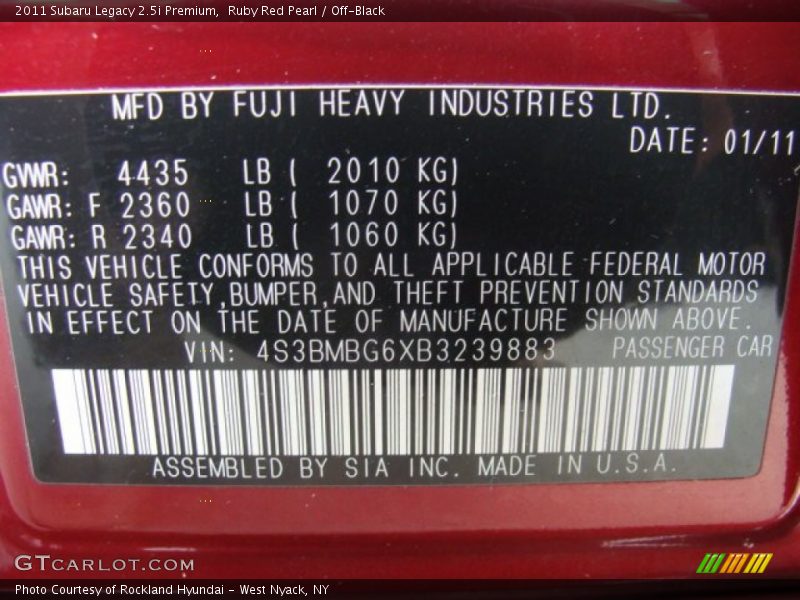 2011 Subaru Legacy 2.5i Premium,  Ruby Red Pearl / Off-Black
MFD BY FUJI HEAVY INDUSTRIES LTD.
DATE: 01/11
GVWR: 4435 LB ( 2010 KG)
GAWR: F 2360 LB ( 1070 KG)
GAWR: R 2340 LB ( 1060 KG)
THIS VEHICLE CONFORMS TO ALL APPLICABLE FEDERAL MOTOR
VEHICLE SAFETY,BUMPER,AND THEFT PREVENTION STANDARDS
IN EFFECT ON THE DATE OF MANUFACTURE SHOWN ABOVE.
VIN: 4S3BMBG6XB3239883 PASSENGER CAR
ASSEMBLED BY SIA INC. MADE IN U.S.A.
GTCARLOT.COM
Photo Courtesy of Rockland Hyundai - West Nyack, NY